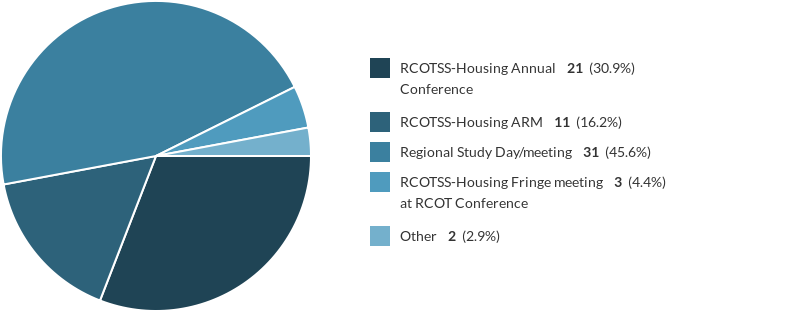 RCOTSS-Housing Annual 21 (30.9%)
Conference
RCOTSS-Housing ARM 11 (16.2%)
Regional Study Day/meeting 31 (45.6%)
RCOTSS-Housing Fringe meeting 3 (4.4%)
at RCOT Conference
Other 2 (2.9%)